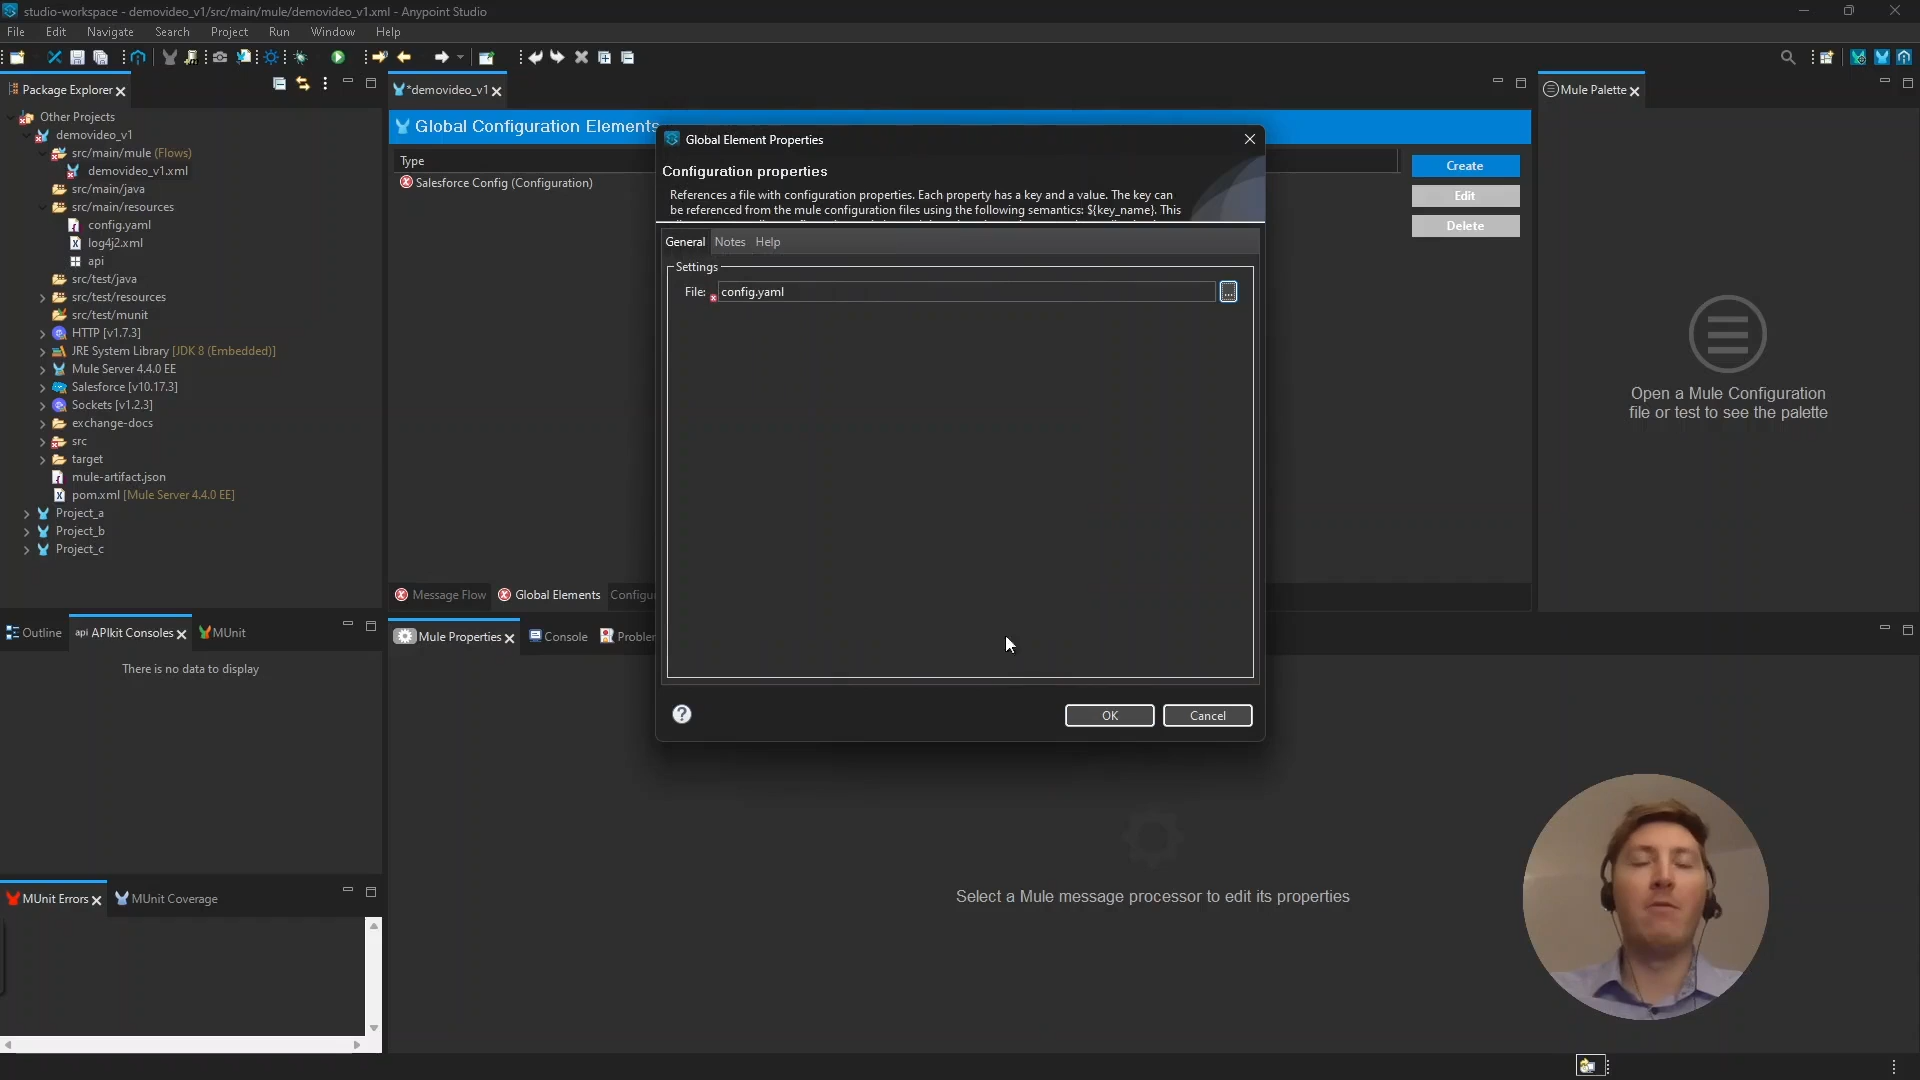 studio-workspace - demovideo_v1/src/main/mule/demovideo_v1.xml - Anypoint Studio
File Edit Navigate Search Project Run Window Help
Package Explorer
Other Projects
demovideo_v1
src/main/mule (Flows)
demovideo_v1.xml
src/main/java
src/main/resources
config.yaml
log4j2.xml
api
src/test/java
src/test/resources
src/test/munit
HTTP [v1.7.3]
JRE System Library [JDK 8 (Embedded)]
Mule Server 4.4.0 EE
Salesforce [v10.17.3]
Sockets [v1.2.3]
exchange-docs
src
target
mule-artifact.json
pom.xml [Mule Server 4.4.0 EE]
Project_a
Project_b
Project_c
*demovideo_v1
Global Configuration Elements
Type
Salesforce Config (Configuration)
Create
Edit
Delete
Message Flow Global Elements Configu
Global Element Properties
Configuration properties
References a file with configuration properties. Each property has a key and a value. The key can
be referenced from the mule configuration files using the following semantics: ${key_name}. This
General Notes Help
Settings
File: config.yaml
...
?
OK Cancel
Mule Palette
Open a Mule Configuration
file or test to see the palette
Outline api APIkit Consoles MUnit
There is no data to display
MUnit Errors MUnit Coverage
Mule Properties Console Probler
Select a Mule message processor to edit its properties